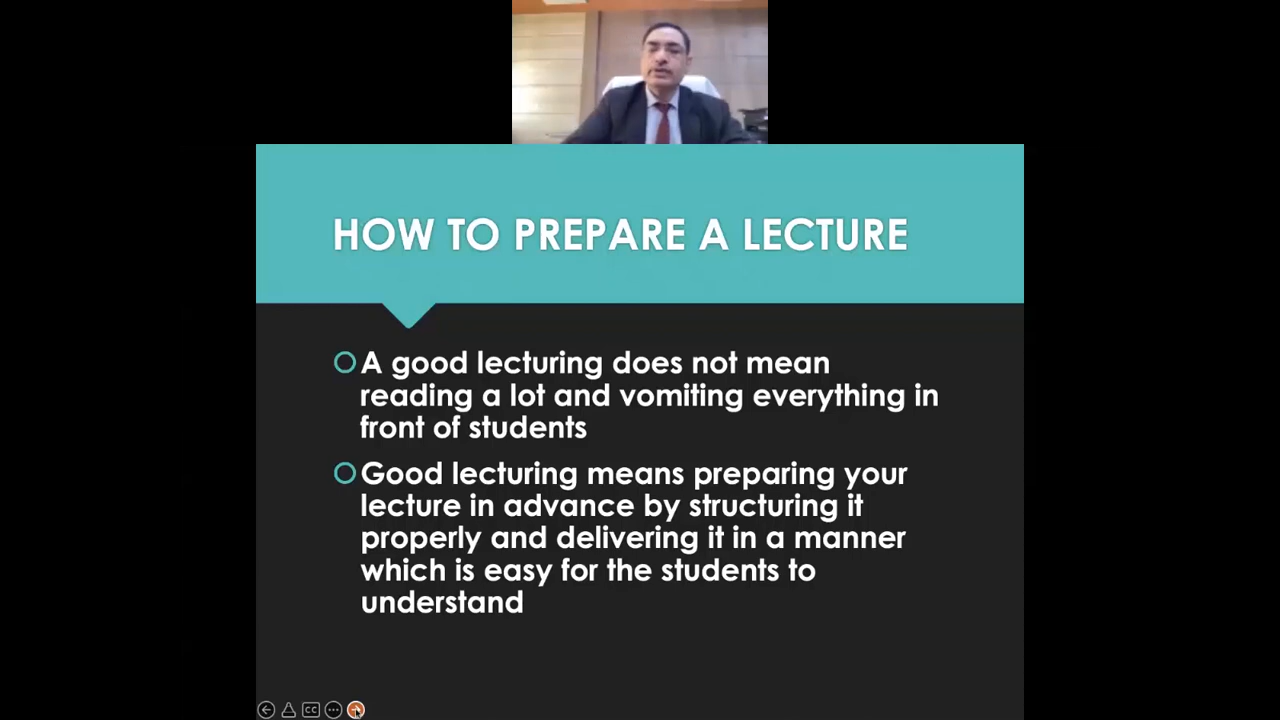 HOW TO PREPARE A LECTURE
A good lecturing does not mean
reading a lot and vomiting everything in
front of students
Good lecturing means preparing your
lecture in advance by structuring it
properly and delivering it in a manner
which is easy for the students to
understand
CC